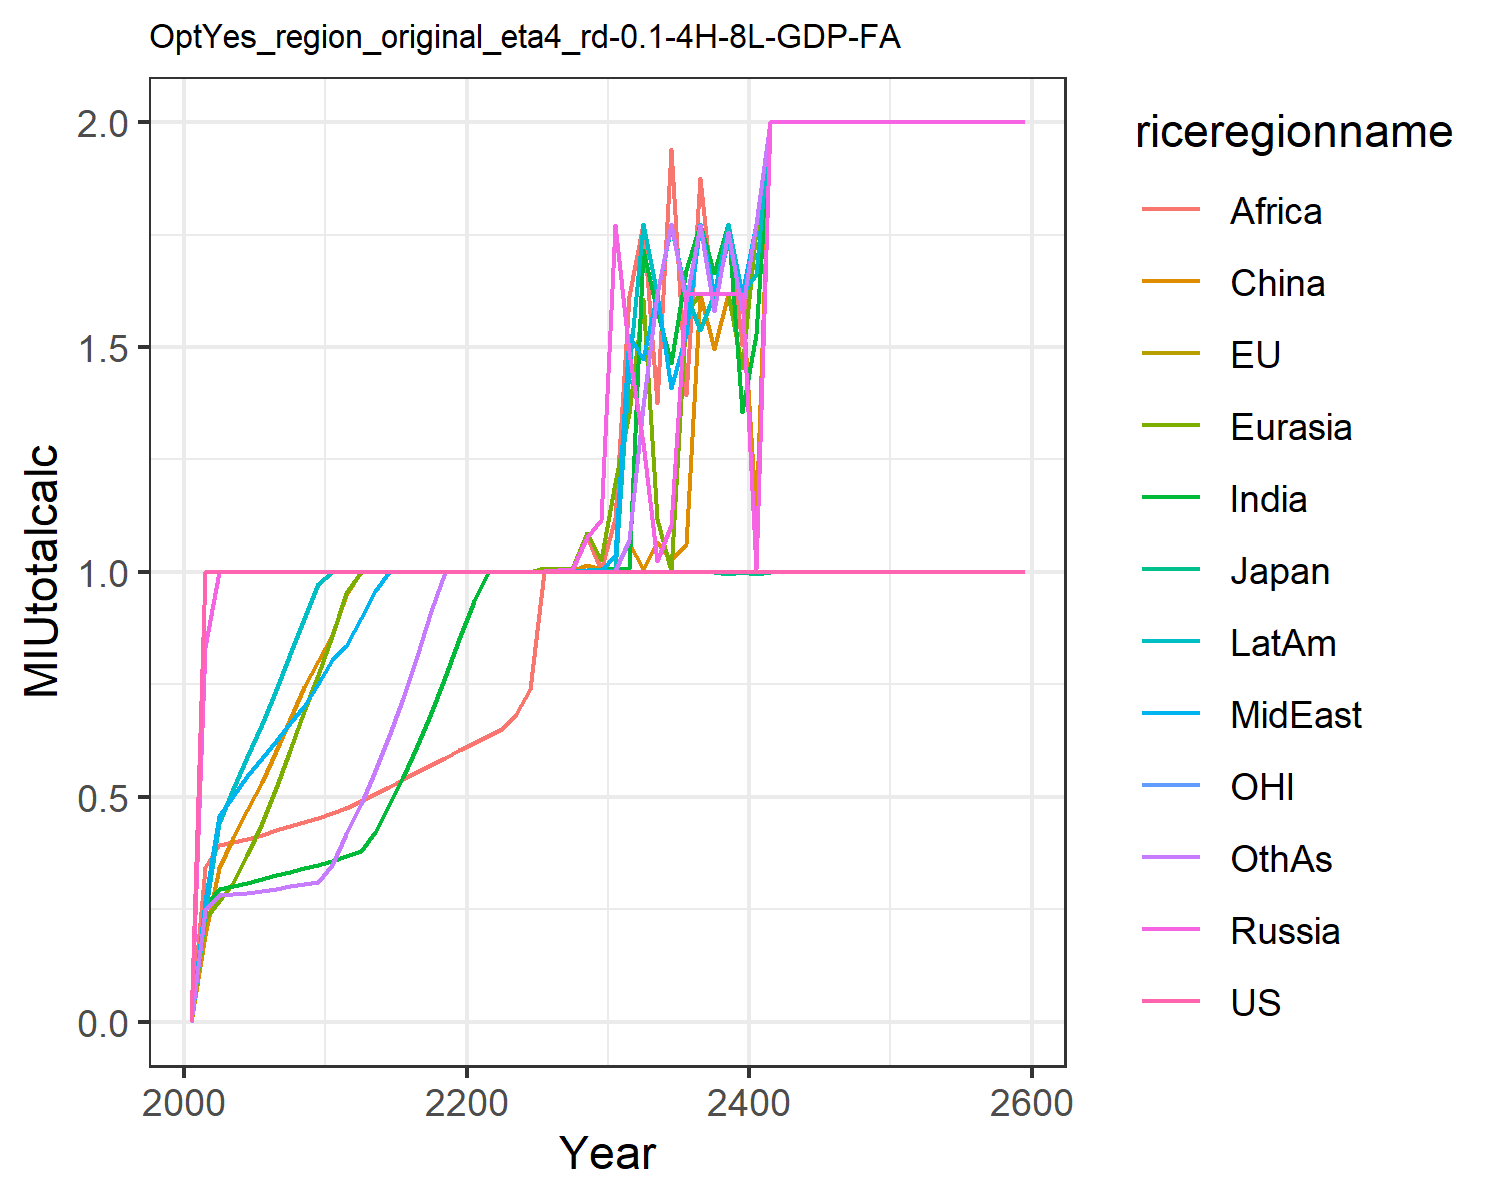 OptYes_region_original_eta4_rd-0.1-4H-8L-GDP-FA
2.0
1.5
1.0
0.5
0.0
MIUtotalcalc
2000 2200 2400 2600
Year
riceregionname
Africa
China
EU
Eurasia
India
Japan
LatAm
MidEast
OHI
OthAs
Russia
US